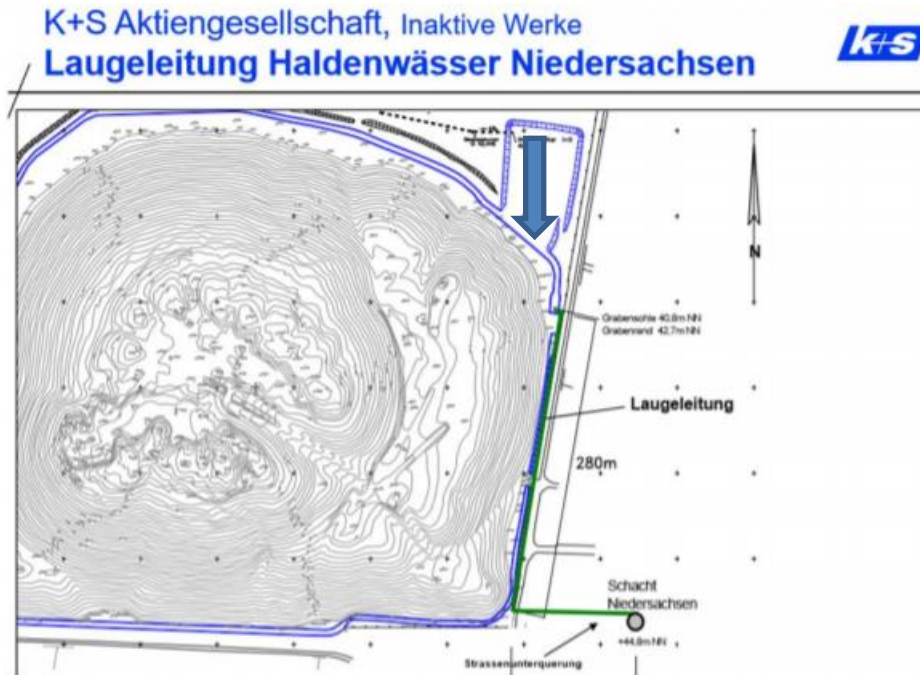 K+S Aktiengesellschaft, Inaktive Werke
Laugeleitung Haldenwässer Niedersachsen
k+s
N
Grabensohle 40,8m NN
Grabenrand 42,7m NN
Laugeleitung
280m
Schacht
Niedersachsen
+44,8m NN
Strassenunterquerung